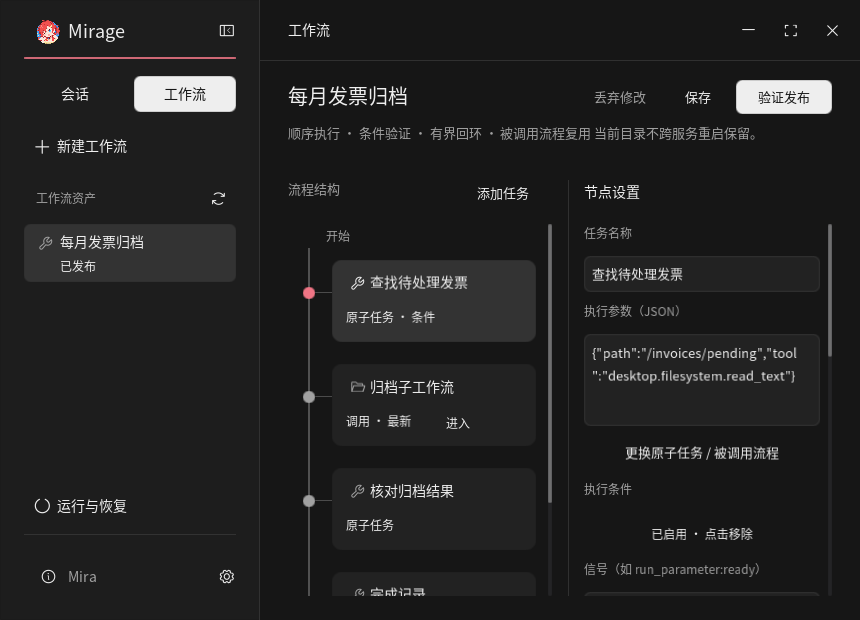 Mirage
会话
工作流
新建工作流
工作流资产
每月发票归档
已发布
运行与恢复
Mira
工作流
每月发票归档
丢弃修改
保存
验证发布
顺序执行 · 条件验证 · 有界回环 · 被调用流程复用 当前目录不跨服务重启保留。
流程结构
添加任务
开始
查找待处理发票
原子任务 · 条件
归档子工作流
调用 · 最新
进入
核对归档结果
原子任务
完成记录
节点设置
任务名称
查找待处理发票
执行参数（JSON）
{"path":"/invoices/pending","tool
":"desktop.filesystem.read_text"}
更换原子任务 / 被调用流程
执行条件
已启用 · 点击移除
信号（如 run_parameter:ready）